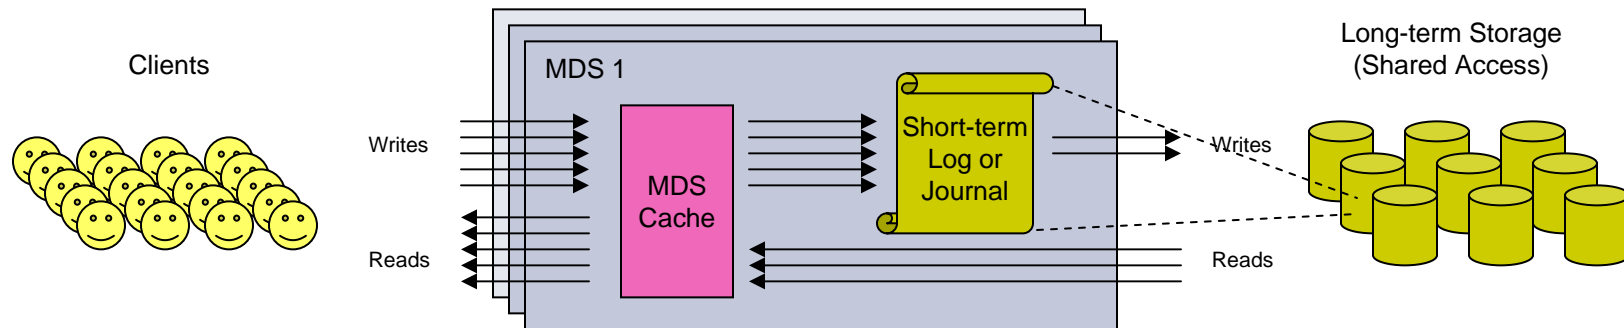 Clients
MDS 1
Long-term Storage
(Shared Access)
Writes
MDS
Cache
Short-term
Log or
Journal
Writes
Reads
Reads